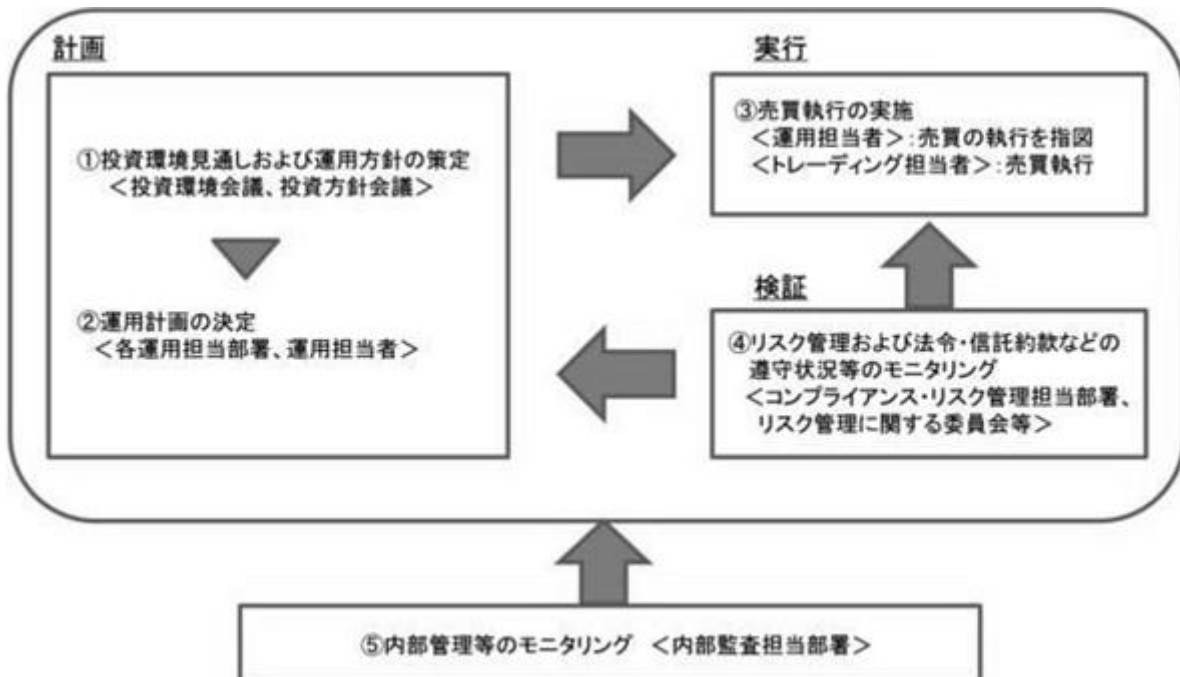 計画
①投資環境見通しおよび運用方針の策定
<投資環境会議、投資方針会議>
②運用計画の決定
<各運用担当部署、運用担当者>
実行
③売買執行の実施
<運用担当者>:売買の執行を指図
<トレーディング担当者>:売買執行
検証
④リスク管理および法令・信託約款などの
遵守状況等のモニタリング
<コンプライアンス・リスク管理担当部署、
リスク管理に関する委員会等>
⑤内部管理等のモニタリング <内部監査担当部署>